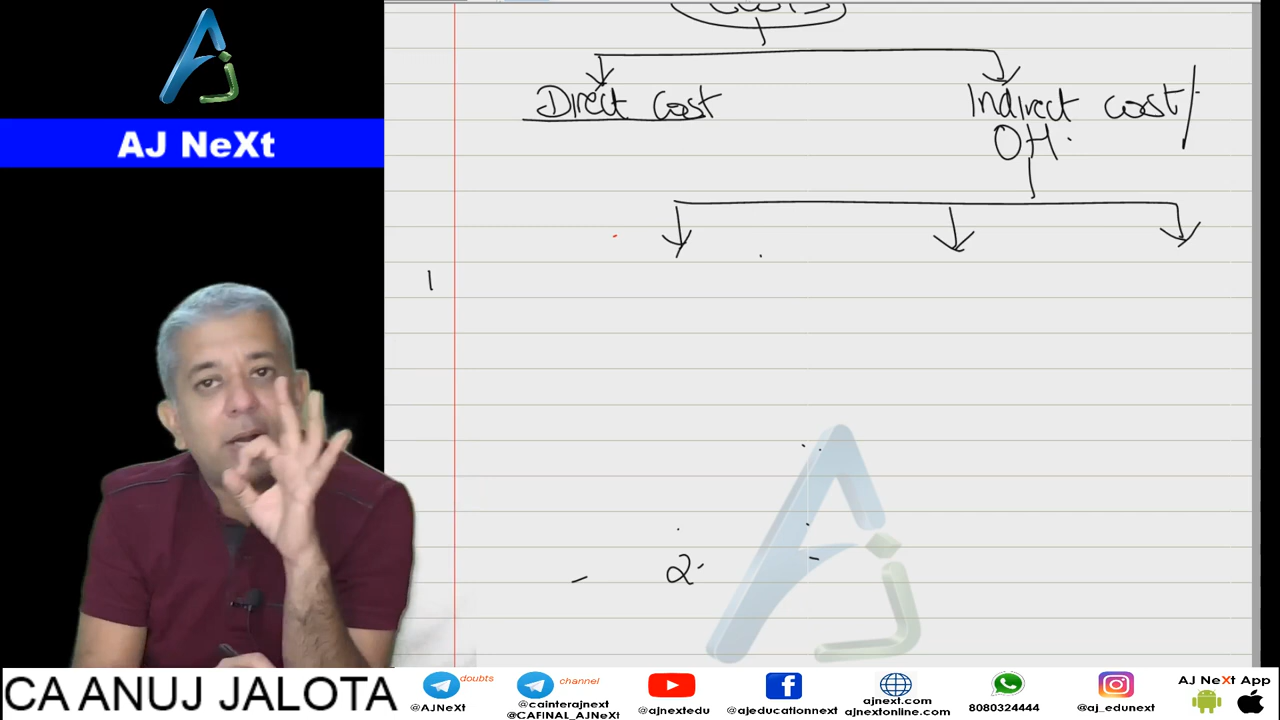 AJ NeXt
Costs
Direct Cost
Indirect cost/
OH.
1
2
CA ANUJ JALOTA
doubts
@AJNeXt
channel
@cainterajnext
@CAFINAL_AJNeXt
@ajnextedu
@ajeducationnext
ajnext.com
ajnextonline.com
8080324444
@aj_edunext
AJ NeXt App